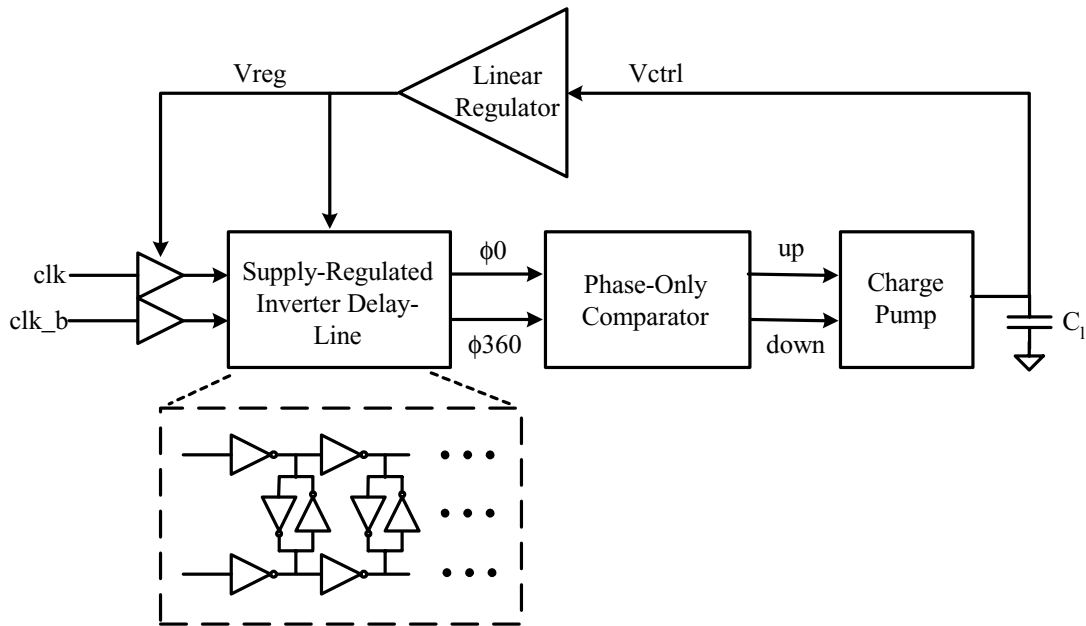 Vreg
Linear
Regulator
Vctrl
clk
clk_b
Supply-Regulated
Inverter Delay-
Line
ϕ0
ϕ360
Phase-Only
Comparator
up
down
Charge
Pump
C₁